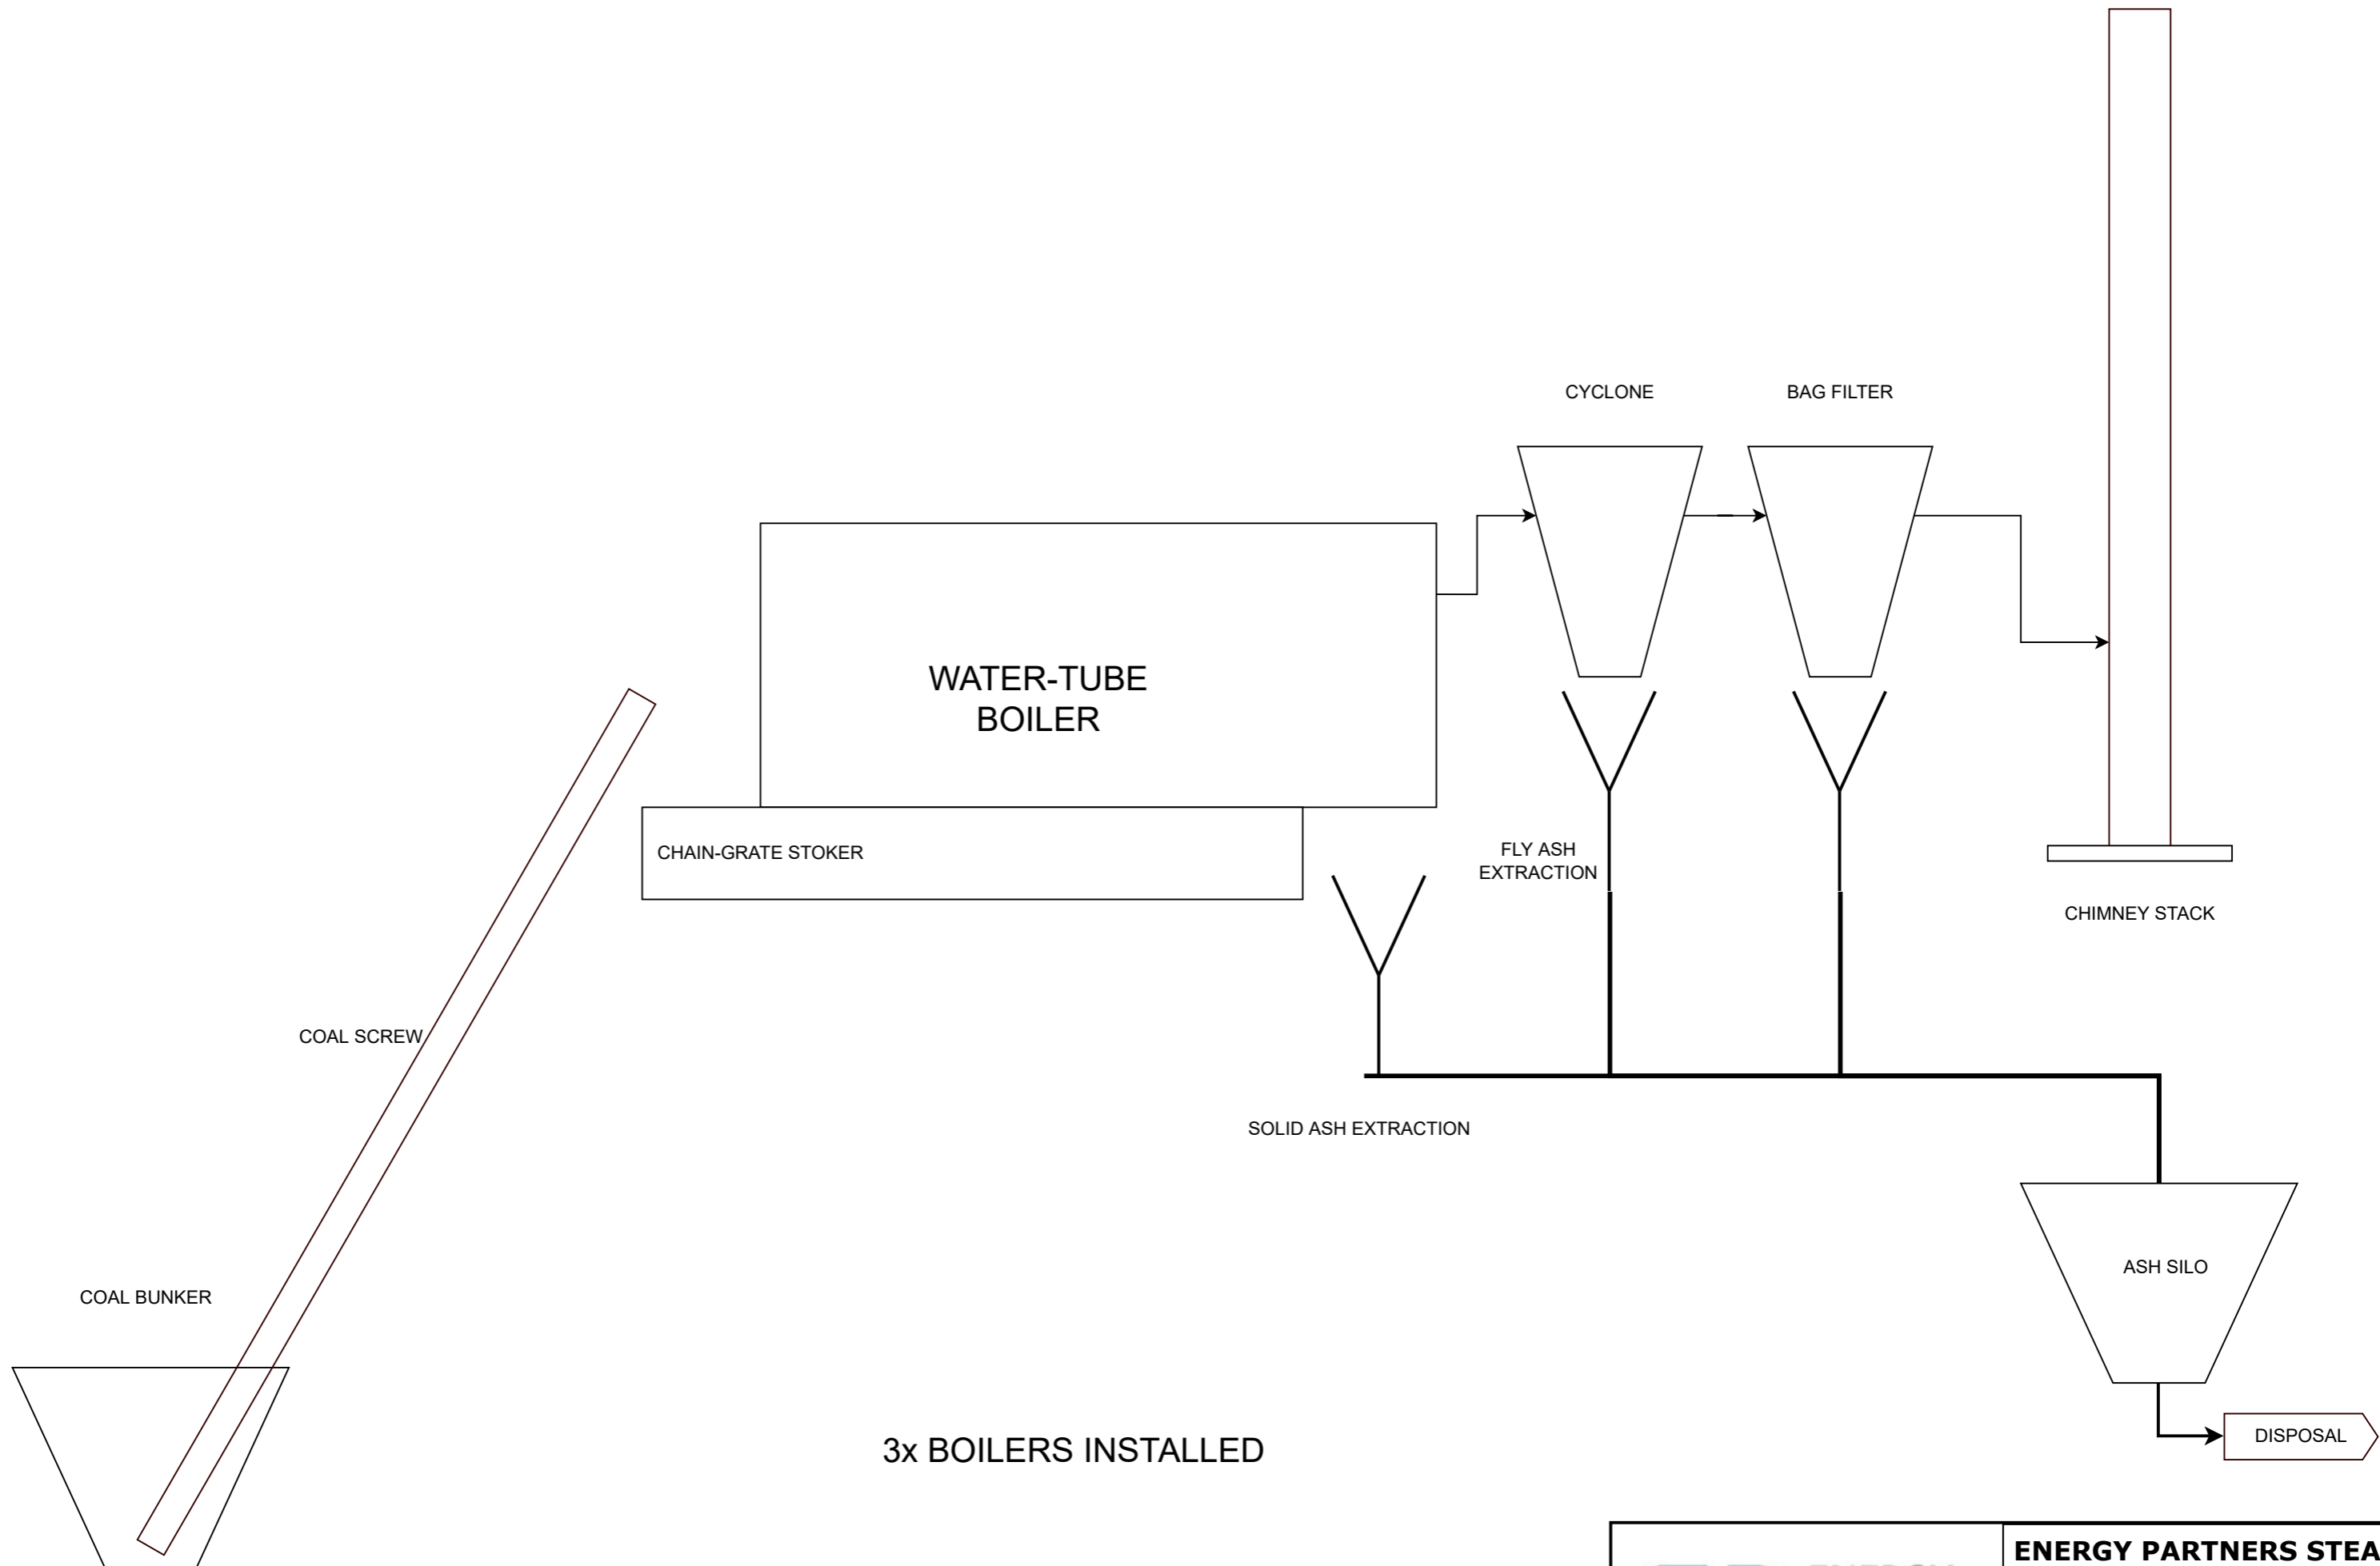 CYCLONE
BAG FILTER
WATER-TUBE
BOILER
CHAIN-GRATE STOKER
FLY ASH
EXTRACTION
CHIMNEY STACK
COAL SCREW
SOLID ASH EXTRACTION
ASH SILO
COAL BUNKER
DISPOSAL
3x BOILERS INSTALLED
ENERGY PARTNERS STEA